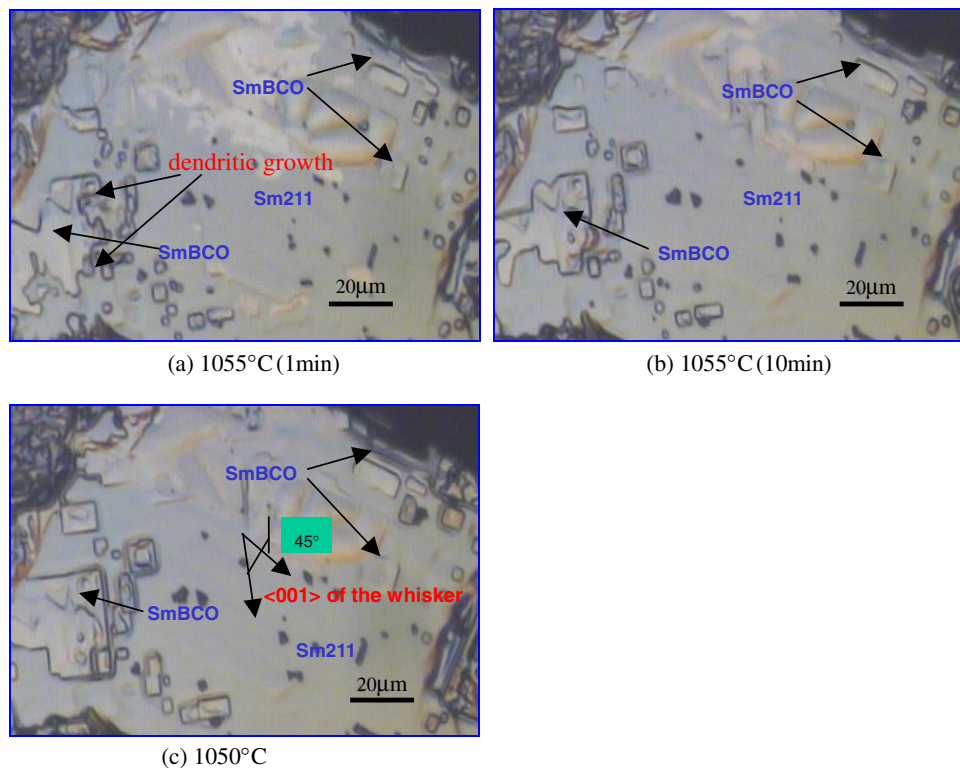 SmBCO
dendritic growth
Sm211
SmBCO
20μm
(a) 1055°C (1min)
SmBCO
Sm211
SmBCO
20μm
(b) 1055°C (10min)
SmBCO
45°
<001> of the whisker
SmBCO
Sm211
20μm
(c) 1050°C